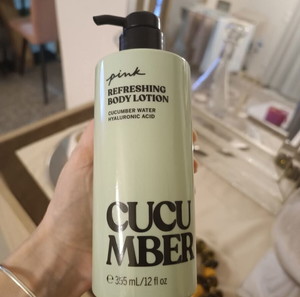 pink
REFRESHING
BODY LOTION
CUCUMBER WATER
HYALURONIC ACID
CUCU
MBER
℮ 355 mL/12 fl oz